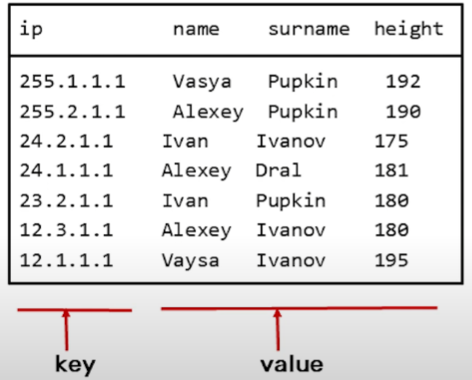 ip name surname height
255.1.1.1 Vasya Pupkin 192
255.2.1.1 Alexey Pupkin 190
24.2.1.1 Ivan Ivanov 175
24.1.1.1 Alexey Dral 181
23.2.1.1 Ivan Pupkin 180
12.3.1.1 Alexey Ivanov 180
12.1.1.1 Vaysa Ivanov 195
key value